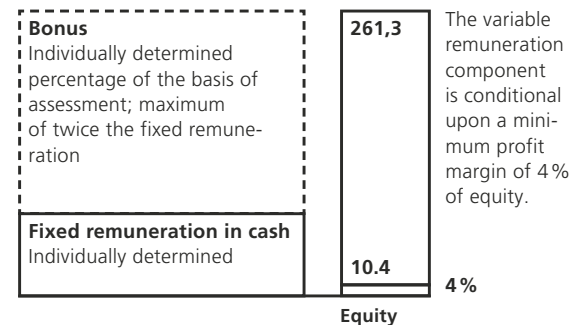 Bonus
Individually determined
percentage of the basis of
assessment; maximum
of twice the fixed remune-
ration
Fixed remuneration in cash
Individually determined
261,3
10.4
Equity
4%
The variable
remuneration
component
is conditional
upon a mini-
mum profit
margin of 4%
of equity.